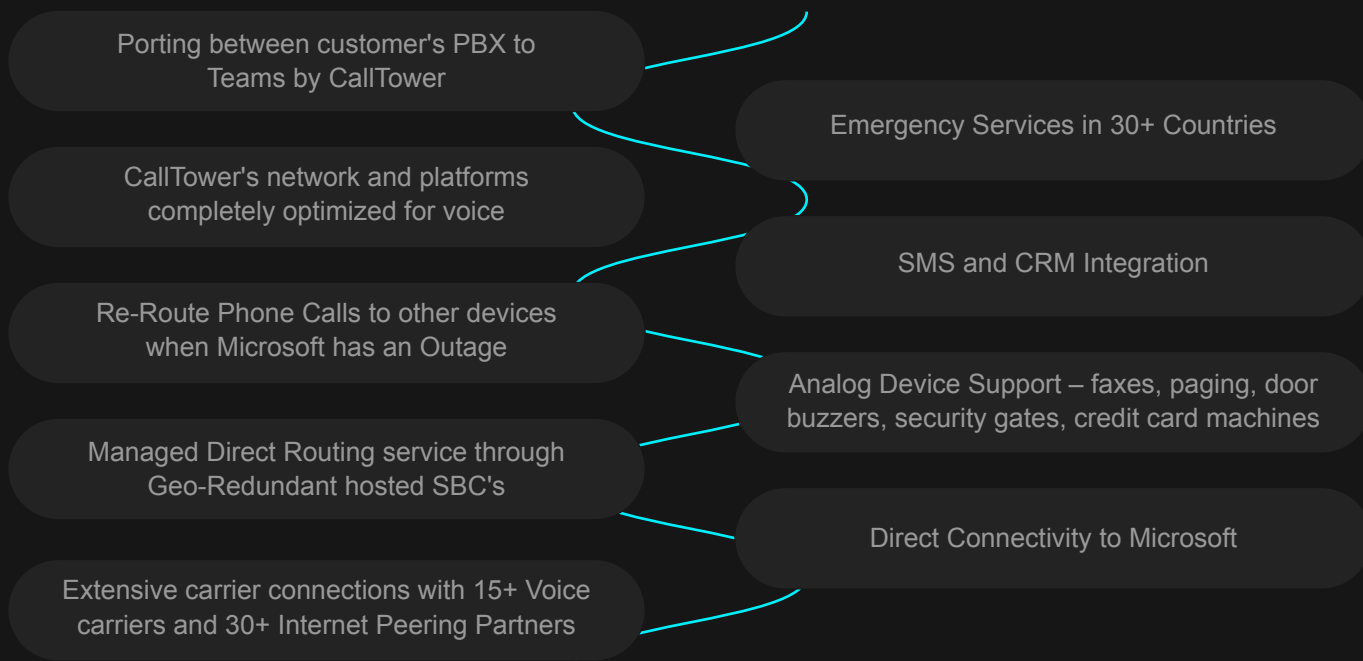 Porting between customer's PBX to
Teams by CallTower
Emergency Services in 30+ Countries
CallTower's network and platforms
completely optimized for voice
SMS and CRM Integration
Re-Route Phone Calls to other devices
when Microsoft has an Outage
Analog Device Support – faxes, paging, door
buzzers, security gates, credit card machines
Managed Direct Routing service through
Geo-Redundant hosted SBC's
Direct Connectivity to Microsoft
Extensive carrier connections with 15+ Voice
carriers and 30+ Internet Peering Partners